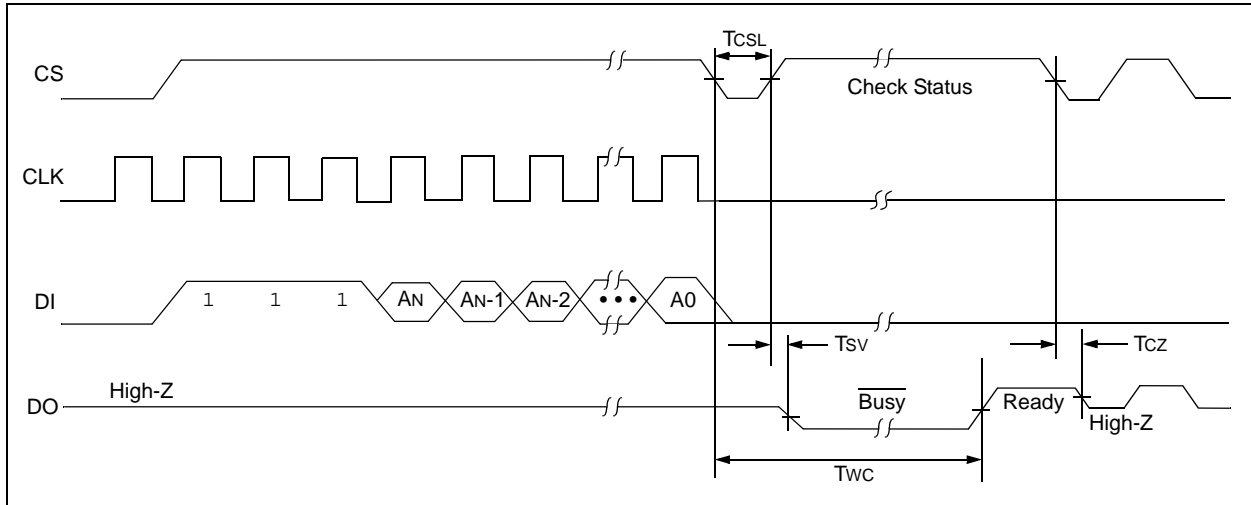 TCSL
CS
Check Status
CLK
DI
1 1 1 AN AN-1 AN-2 ••• A0
TSV
TCZ
High-Z
DO
Busy
Ready
High-Z
TWC